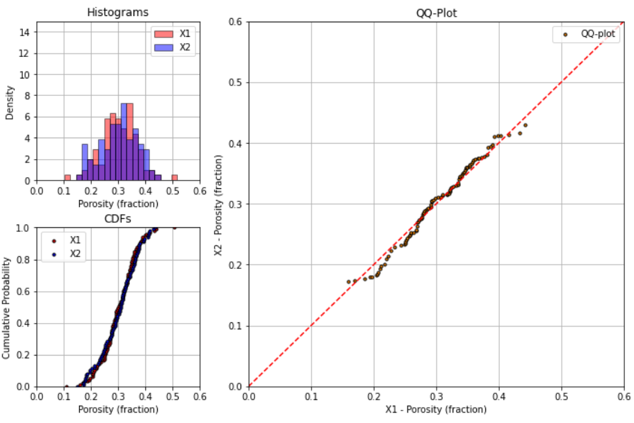 Histograms
14
12
10
8
6
4
2
0
Density
X1
X2
0.0 0.1 0.2 0.3 0.4 0.5 0.6
Porosity (fraction)
CDFs
1.0
0.8
0.6
0.4
0.2
0.0
Cumulative Probability
X1
X2
0.0 0.1 0.2 0.3 0.4 0.5 0.6
Porosity (fraction)
QQ-Plot
0.6
0.5
0.4
0.3
0.2
0.1
0.0
X2 - Porosity (fraction)
QQ-plot
0.0 0.1 0.2 0.3 0.4 0.5 0.6
X1 - Porosity (fraction)